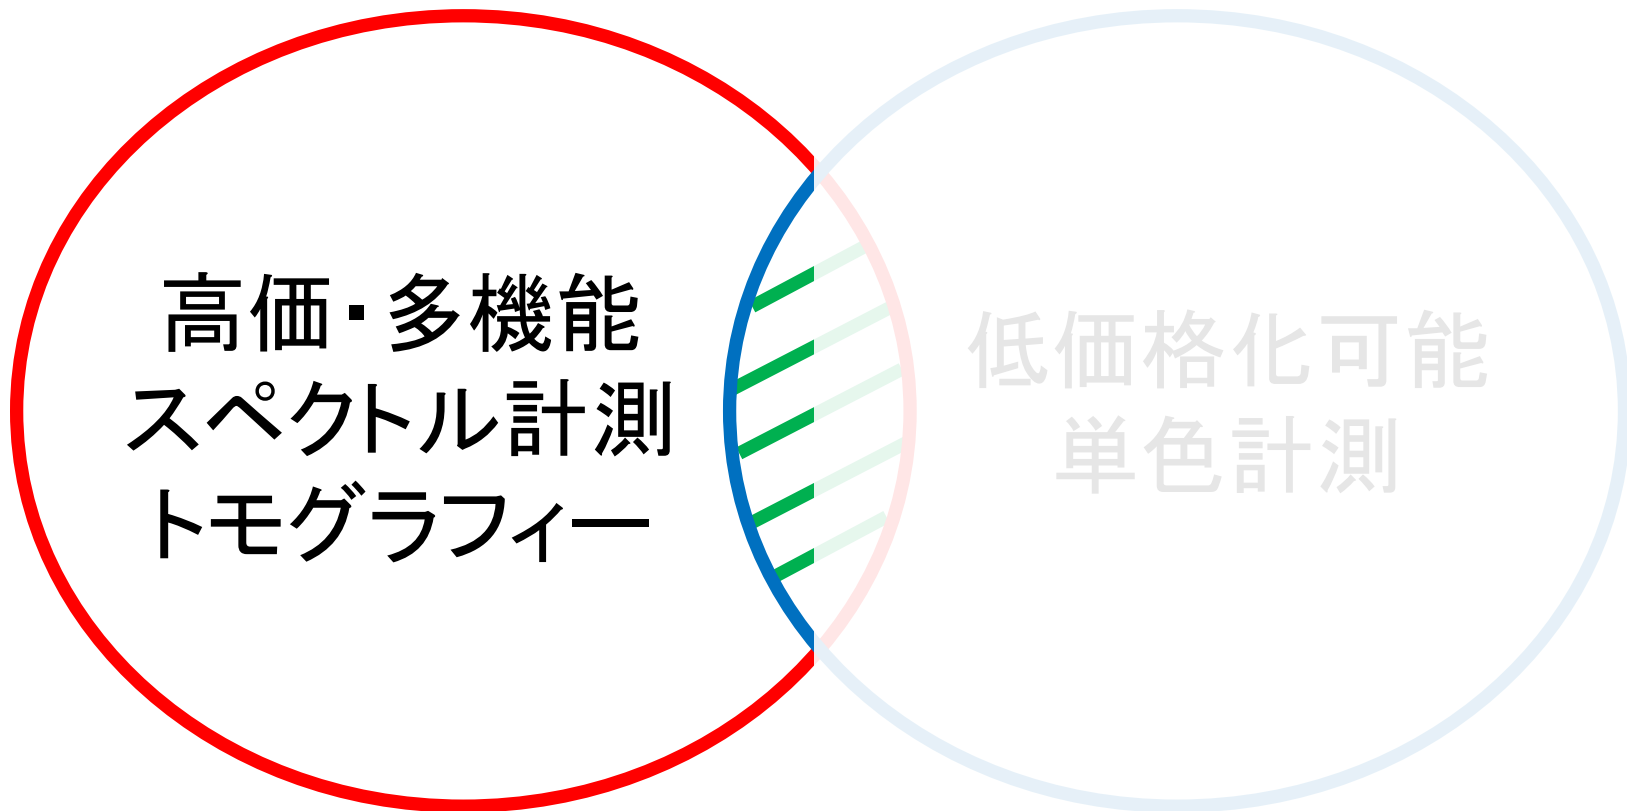 高価・多機能
スペクトル計測
トモグラフィー
低価格化可能
単色計測